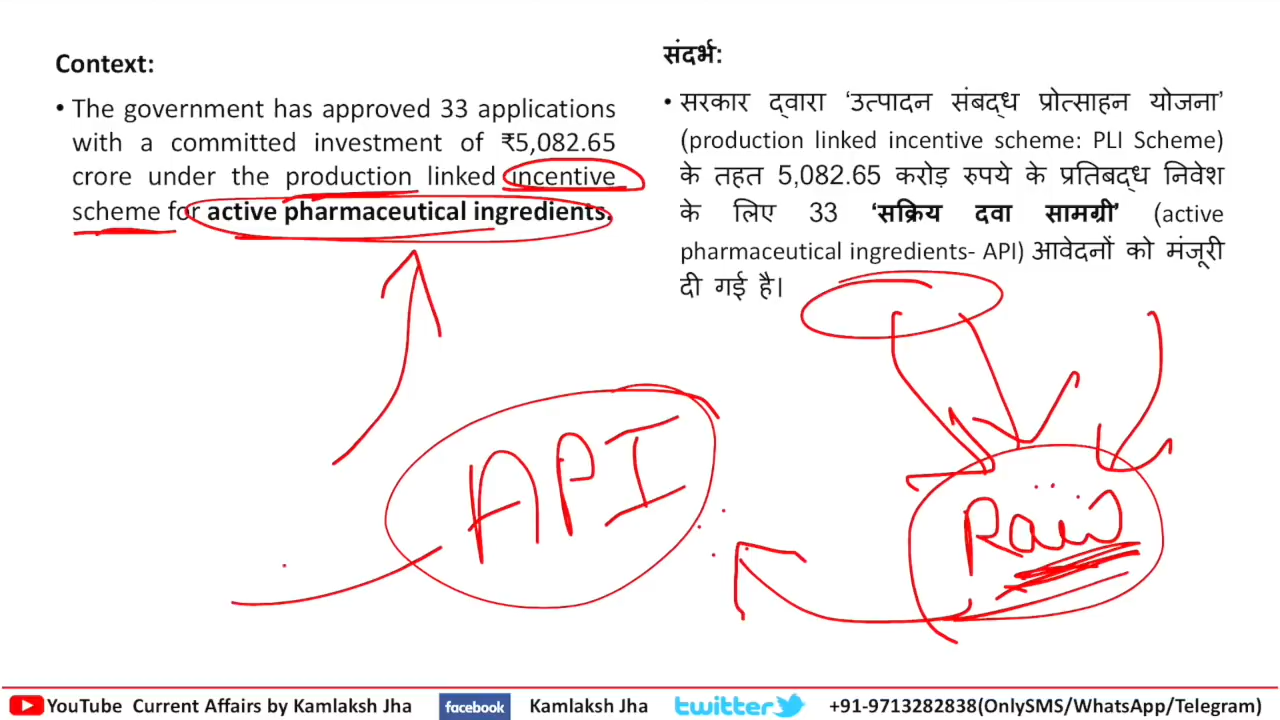 Context:
• The government has approved 33 applications
with a committed investment of ₹5,082.65
crore under the production linked incentive
scheme for active pharmaceutical ingredients.
संदर्भ:
• सरकार द्वारा ‘उत्पादन संबद्ध प्रोत्साहन योजना’
(production linked incentive scheme: PLI Scheme)
के तहत 5,082.65 करोड़ रुपये के प्रतिबद्ध निवेश
के लिए 33 ‘सक्रिय दवा सामग्री’ (active
pharmaceutical ingredients- API) आवेदनों को मंजूरी
दी गई है।
API
Raw
YouTube Current Affairs by Kamlaksh Jha facebook Kamlaksh Jha twitter +91-9713282838(OnlySMS/WhatsApp/Telegram)